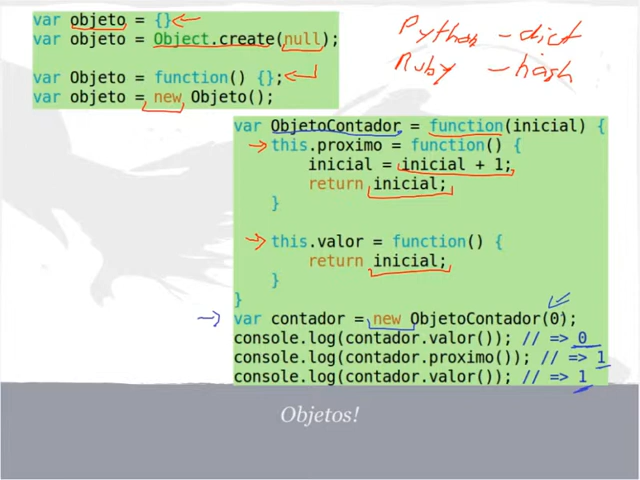 var objeto = {}
var objeto = Object.create(null);
var Objeto = function() {};
var objeto = new Objeto();
Python - dict
Ruby - hash
var ObjetoContador = function(inicial) {
this.proximo = function() {
inicial = inicial + 1;
return inicial;
}
this.valor = function() {
return inicial;
}
}
var contador = new ObjetoContador(0);
console.log(contador.valor()); // => 0
console.log(contador.proximo()); // => 1
console.log(contador.valor()); // => 1
Objetos!